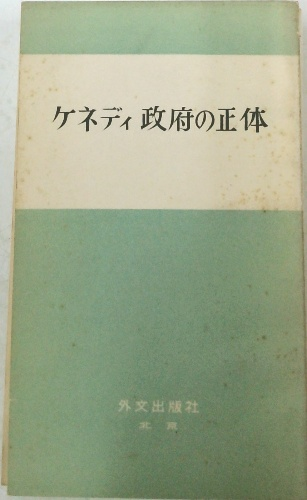 ケネディ政府の正体
外文出版社
北京